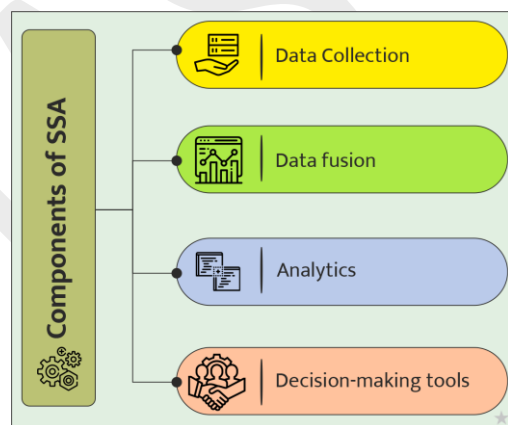 Components of SSA
Data Collection
Data fusion
Analytics
Decision-making tools